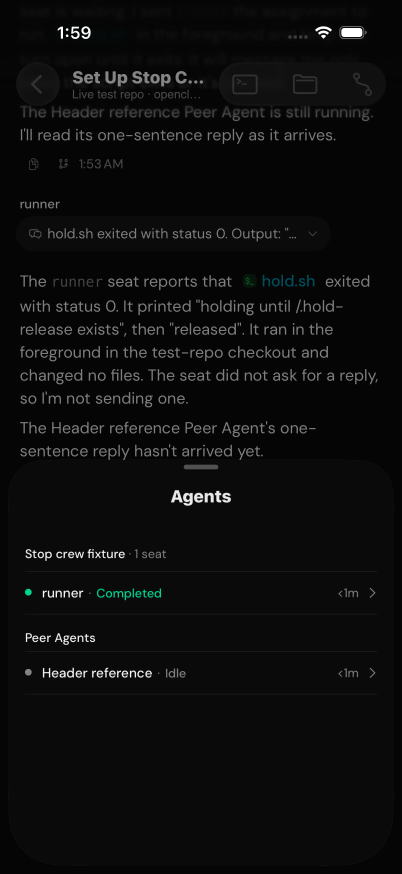 1:59
Set Up Stop C...
Live test repo · opencl...
The Header reference Peer Agent is still running.
I'll read its one-sentence reply as it arrives.
1:53 AM
runner
hold.sh exited with status 0. Output: "...
The runner seat reports that hold.sh exited
with status 0. It printed "holding until /.hold-
release exists", then "released". It ran in the
foreground in the test-repo checkout and
changed no files. The seat did not ask for a reply,
so I'm not sending one.
The Header reference Peer Agent's one-
sentence reply hasn't arrived yet.
Agents
Stop crew fixture · 1 seat
runner · Completed
<1m
Peer Agents
Header reference · Idle
<1m